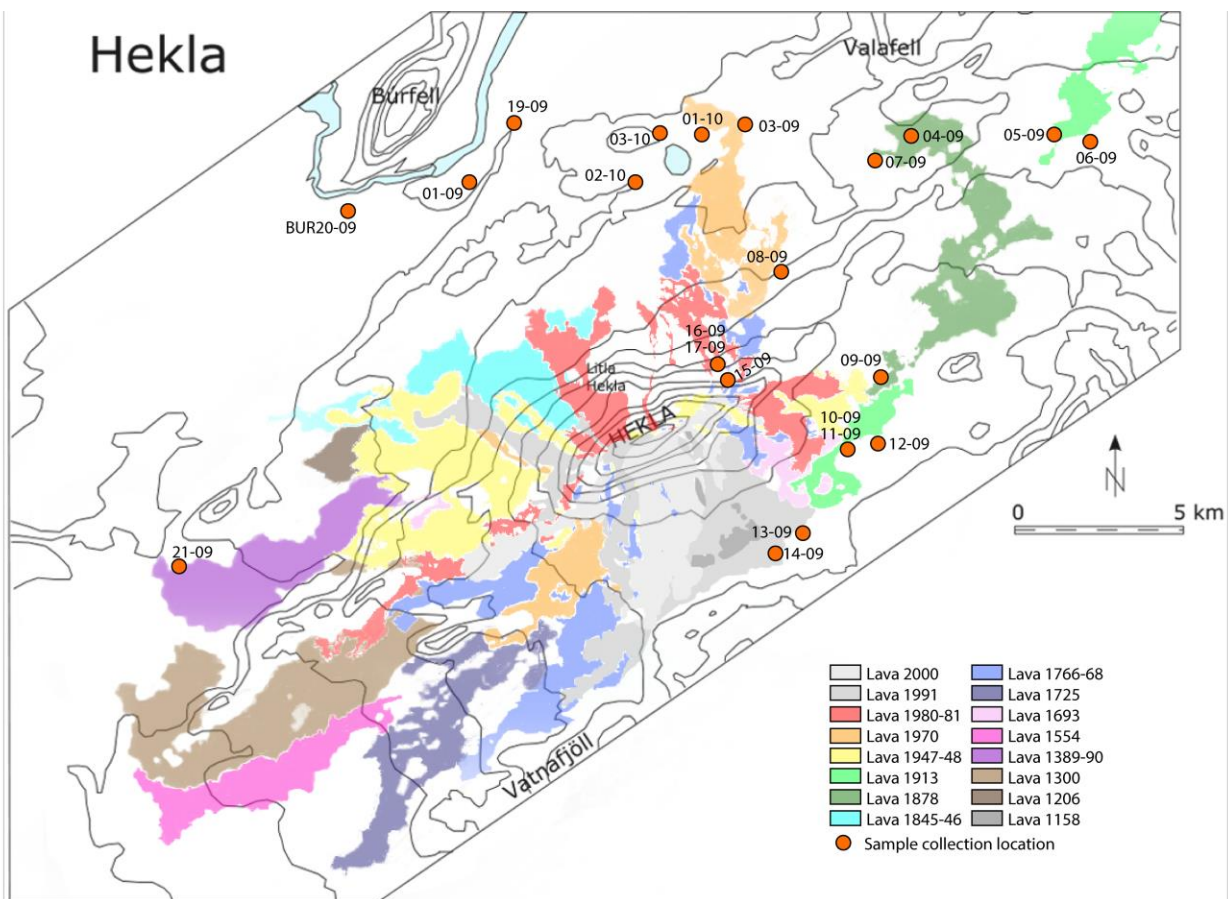 Hekla
Valafell
Búrfell
19-09
01-10
03-10
03-09
05-09
04-09
06-09
07-09
02-10
01-09
BUR20-09
08-09
16-09
17-09
15-09
Litla
Hekla
09-09
HEKLA
10-09
11-09
12-09
N
0
5 km
13-09
14-09
21-09
Vatnafjöll
Lava 2000
Lava 1991
Lava 1980-81
Lava 1970
Lava 1947-48
Lava 1913
Lava 1878
Lava 1845-46
Lava 1766-68
Lava 1725
Lava 1693
Lava 1554
Lava 1389-90
Lava 1300
Lava 1206
Lava 1158
Sample collection location